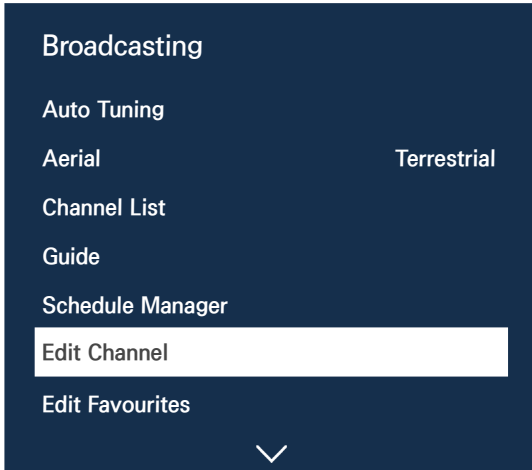 Broadcasting
Auto Tuning
Aerial Terrestrial
Channel List
Guide
Schedule Manager
Edit Channel
Edit Favourites